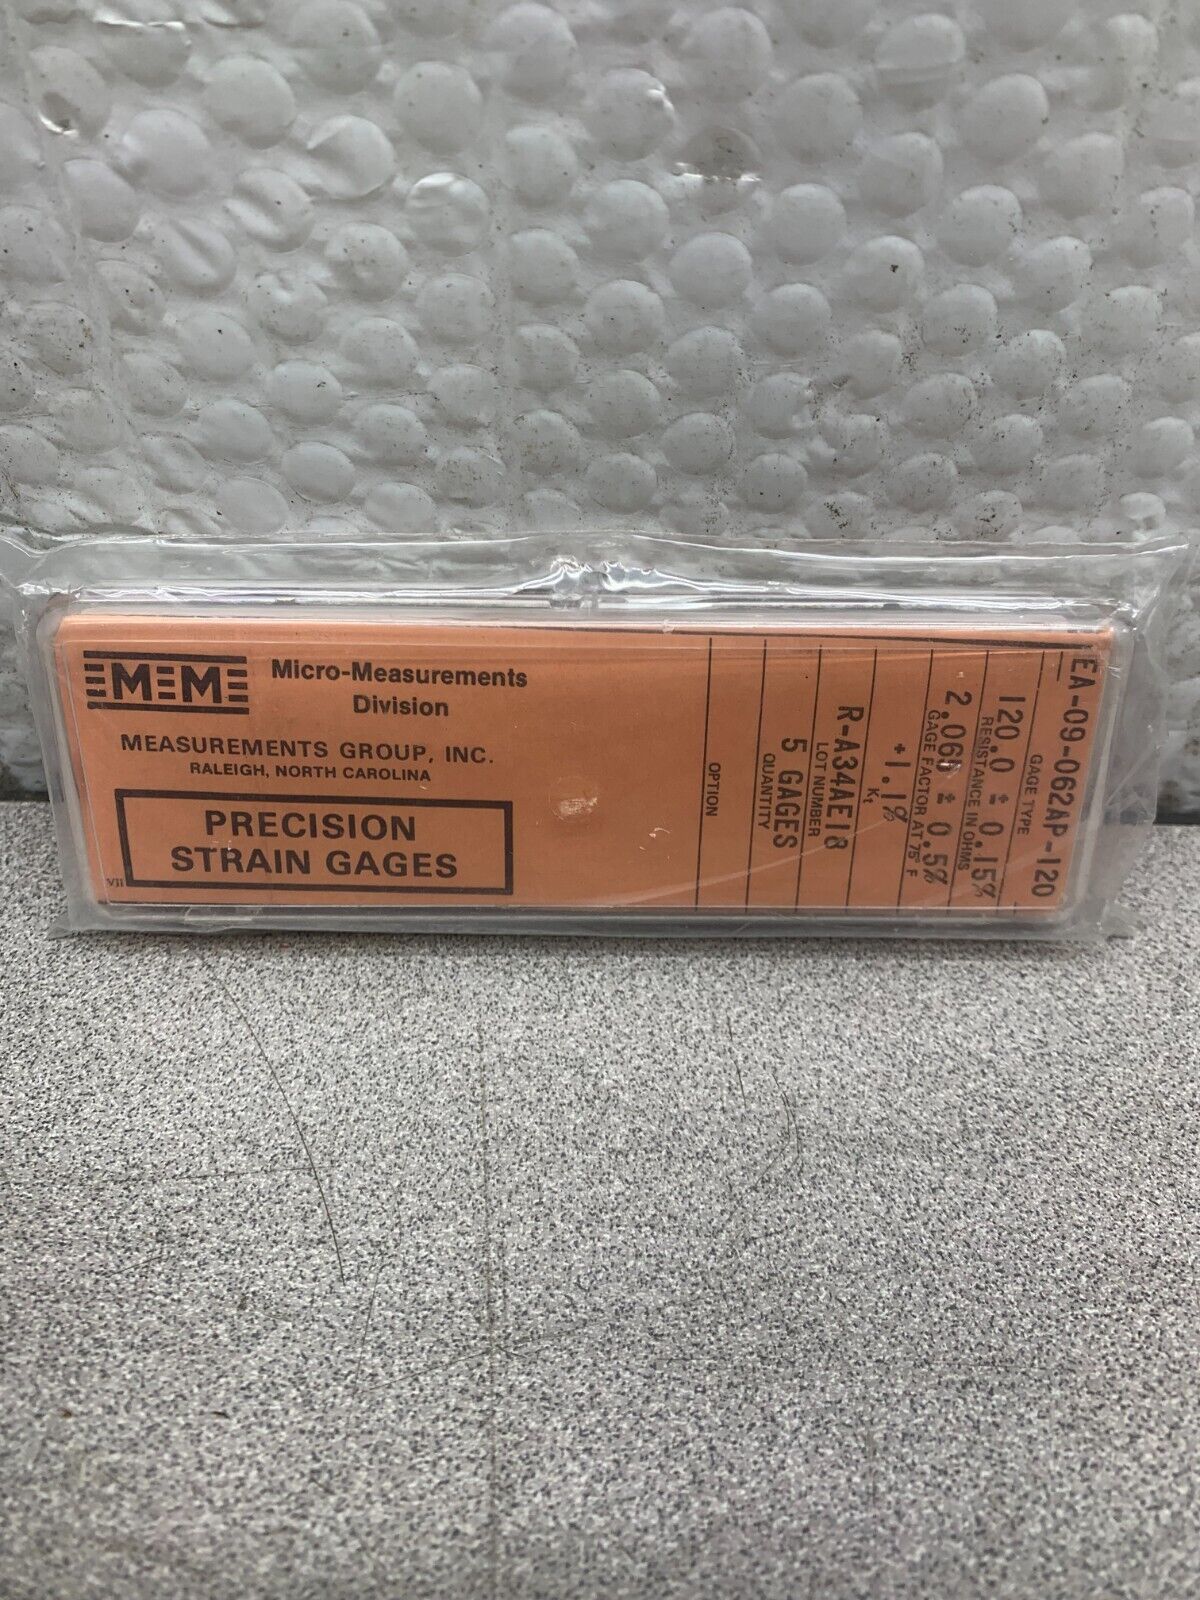 MM
Micro-Measurements
Division
MEASUREMENTS GROUP, INC.
RALEIGH, NORTH CAROLINA
PRECISION
STRAIN GAGES
VII
EA-09-062AP-120
GAGE TYPE
120.0 ± 0.15%
RESISTANCE IN OHMS
± 0.5%
GAGE FACTOR AT 75° F
+1.1%
Kt
R-A34AE18
LOT NUMBER
5 GAGES
QUANTITY
OPTION